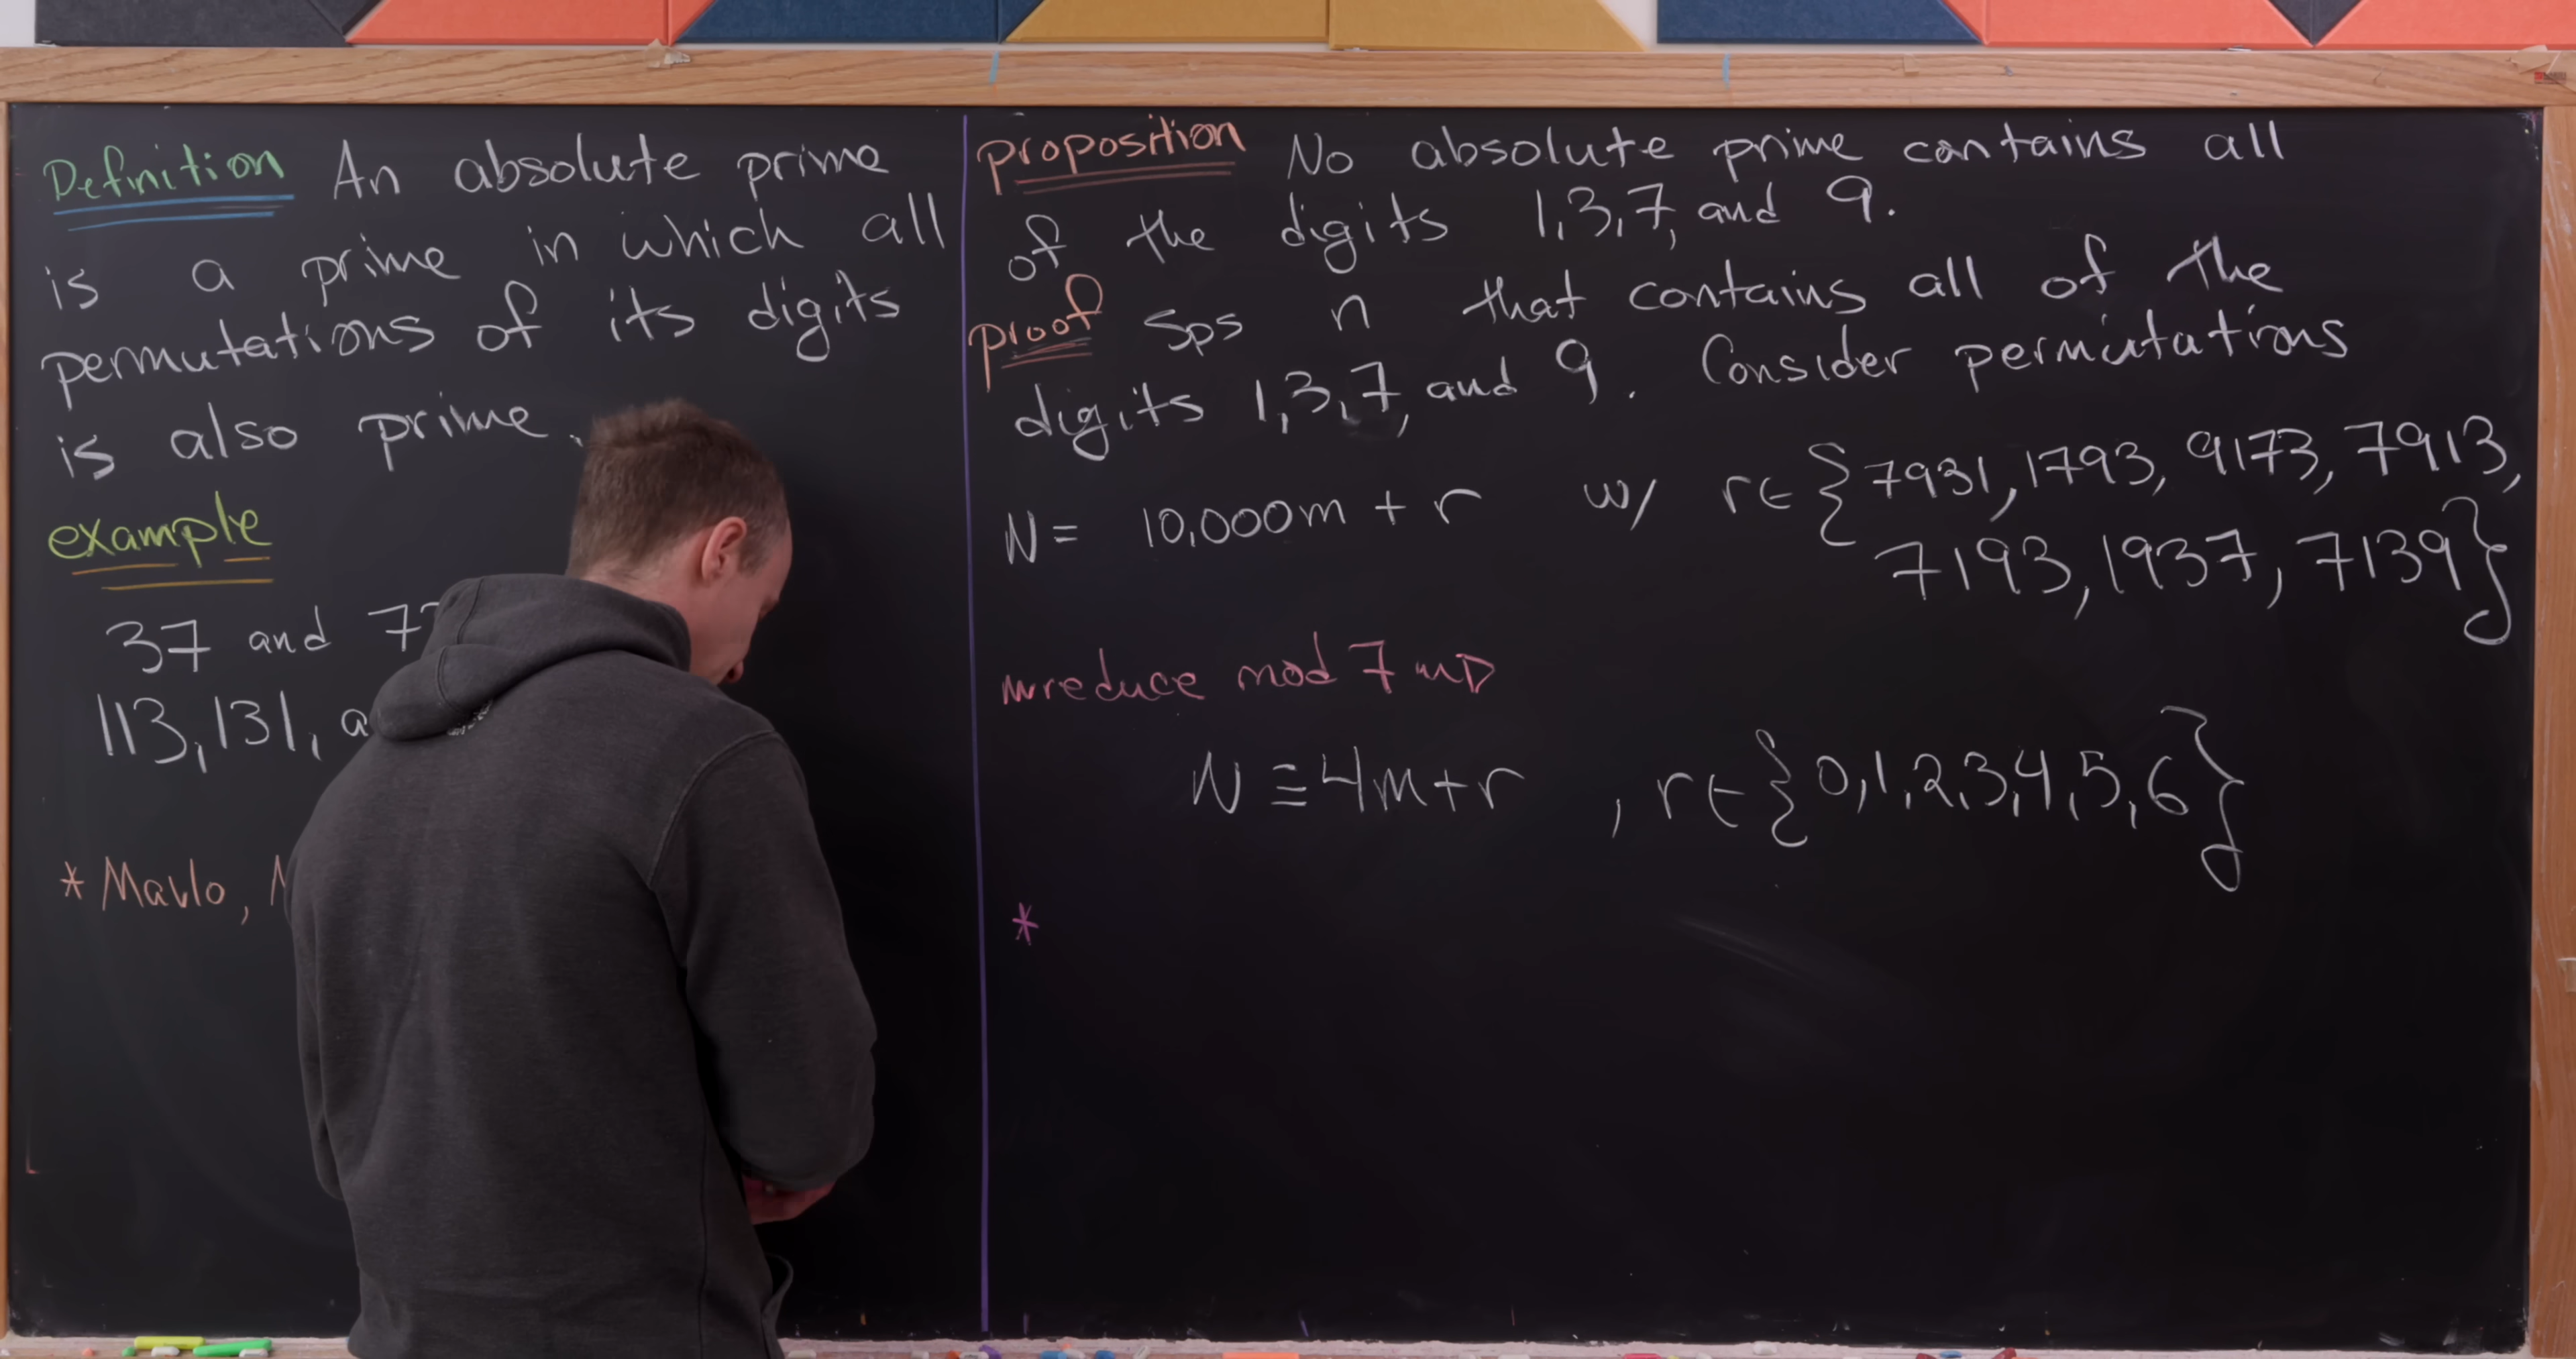 Definition An absolute prime
is a prime in which all
permutations of its digits
is also prime.
example
37 and
113, 131,
* Mavlo,
proposition No absolute prime contains all
of the digits 1,3,7, and 9.
proof Sps n that contains all of the
digits 1,3,7, and 9. Consider permutations
N = 10,000m + r w/ r∈{7931, 1793, 9173, 7913,
7193, 1937, 7139}
reduce mod 7
N ≡ 4m+r , r∈{0,1,2,3,4,5,6}
*